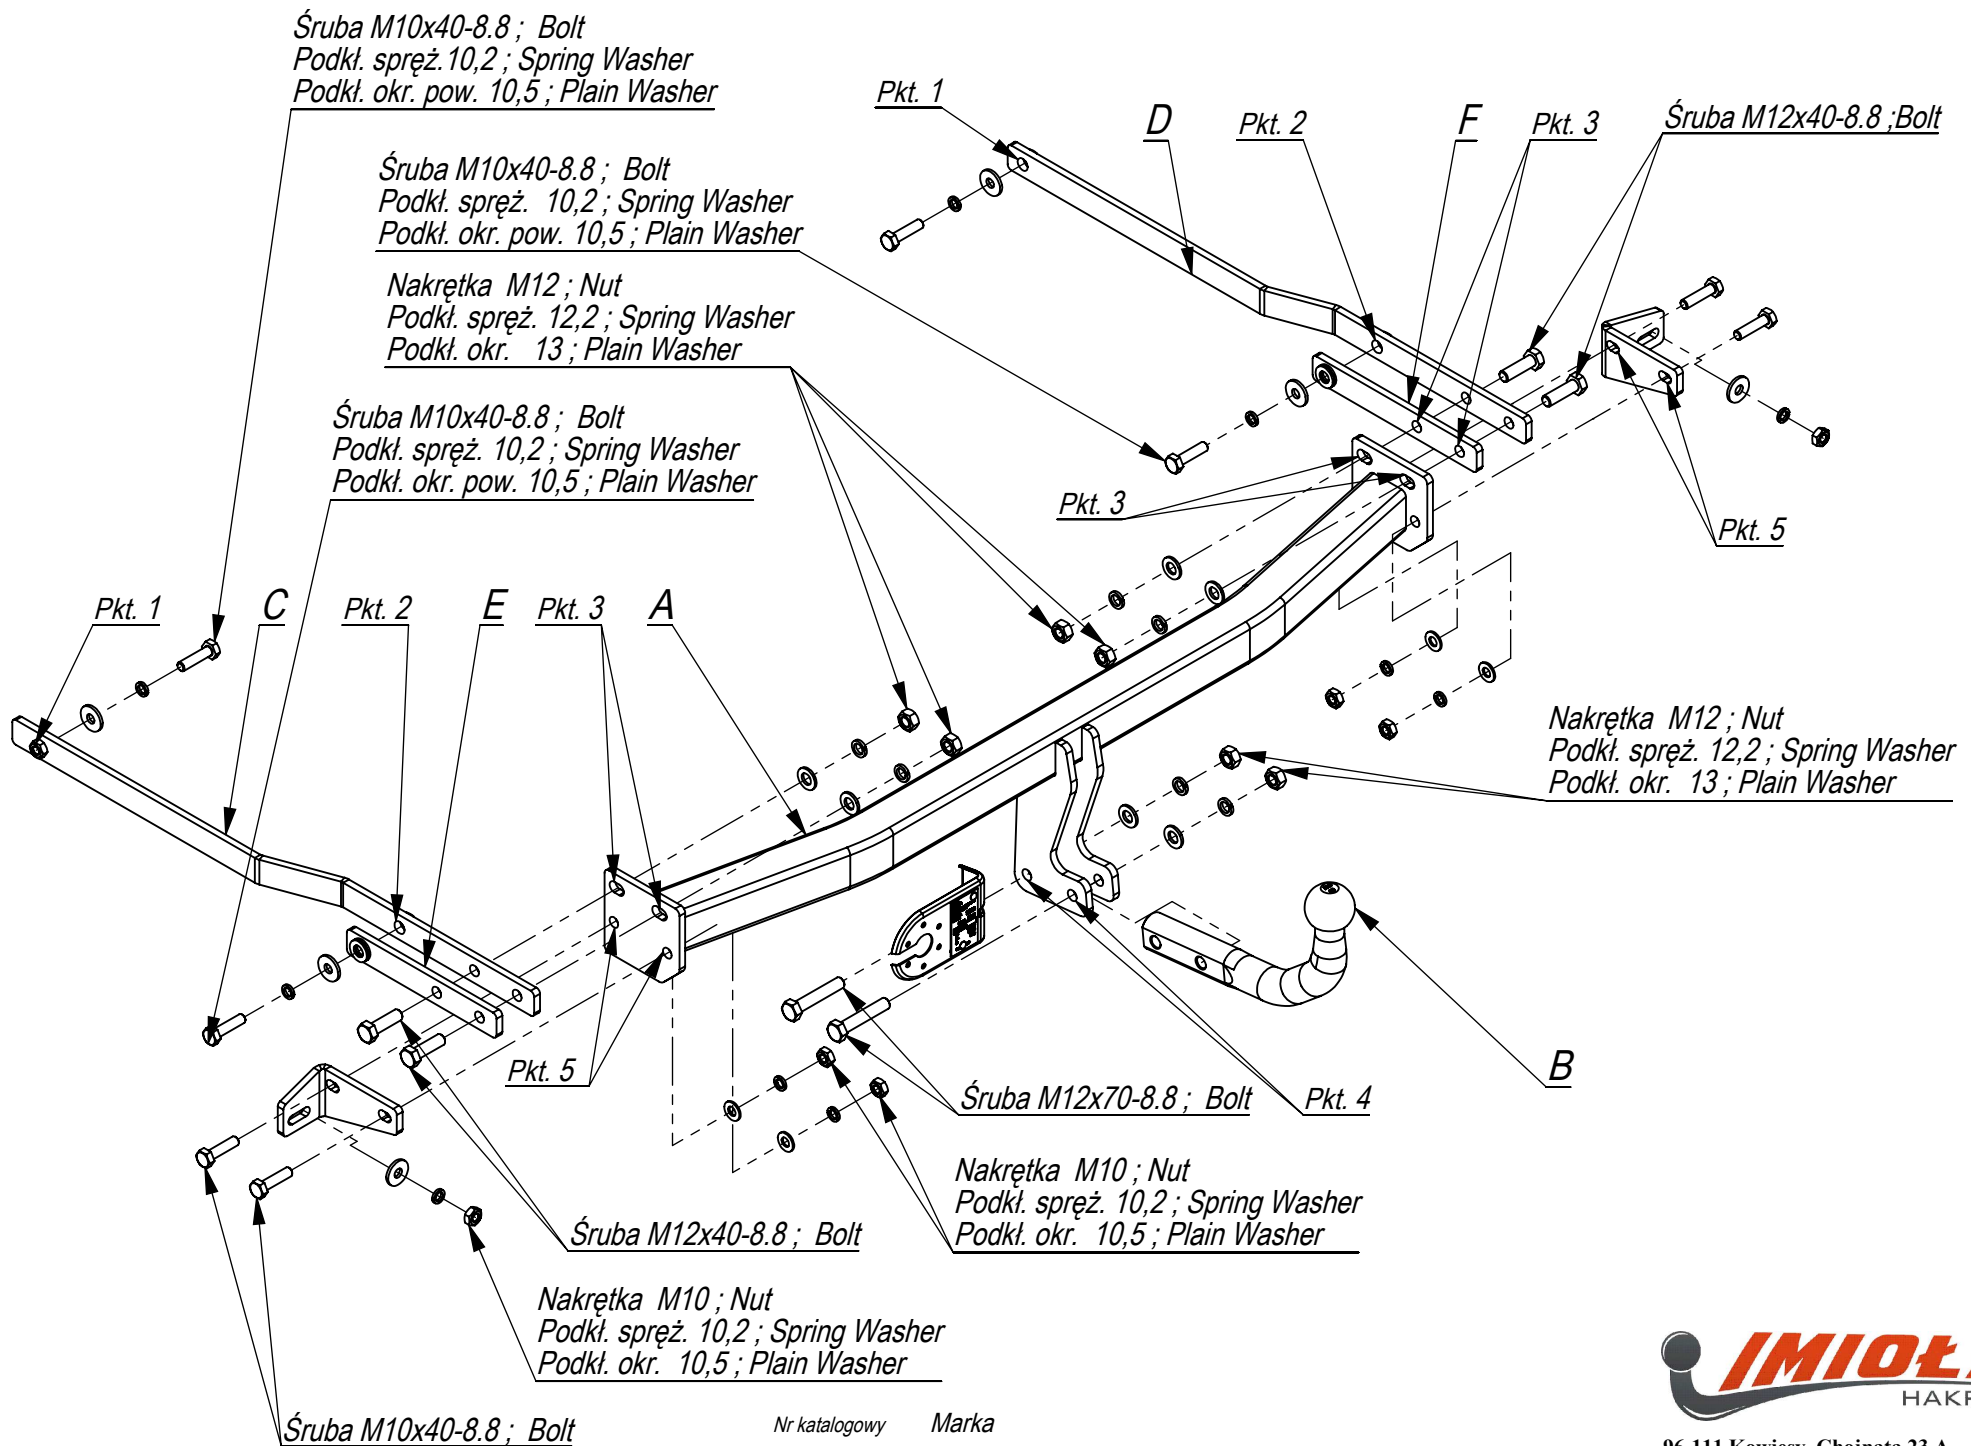 Śruba M10x40-8.8 ; Bolt
Podkł. spręż.10,2 ; Spring Washer
Podkł. okr. pow. 10,5 ; Plain Washer
Pkt. 1
D
Pkt. 2
F
Pkt. 3
Śruba M12x40-8.8 ;Bolt
Śruba M10x40-8.8 ; Bolt
Podkł. spręż. 10,2 ; Spring Washer
Podkł. okr. pow. 10,5 ; Plain Washer
Nakrętka M12 ; Nut
Podkł. spręż. 12,2 ; Spring Washer
Podkł. okr. 13 ; Plain Washer
Śruba M10x40-8.8 ; Bolt
Podkł. spręż. 10,2 ; Spring Washer
Podkł. okr. pow. 10,5 ; Plain Washer
Pkt. 3
Pkt. 5
Pkt. 1
C
Pkt. 2
E
Pkt. 3
A
Nakrętka M12 ; Nut
Podkł. spręż. 12,2 ; Spring Washer
Podkł. okr. 13 ; Plain Washer
Pkt. 5
Śruba M12x70-8.8 ; Bolt
Pkt. 4
B
Nakrętka M10 ; Nut
Podkł. spręż. 10,2 ; Spring Washer
Podkł. okr. 10,5 ; Plain Washer
Śruba M12x40-8.8 ; Bolt
Nakrętka M10 ; Nut
Podkł. spręż. 10,2 ; Spring Washer
Podkł. okr. 10,5 ; Plain Washer
Śruba M10x40-8.8 ; Bolt
Nr katalogowy Marka
IMIOŁ
HAK